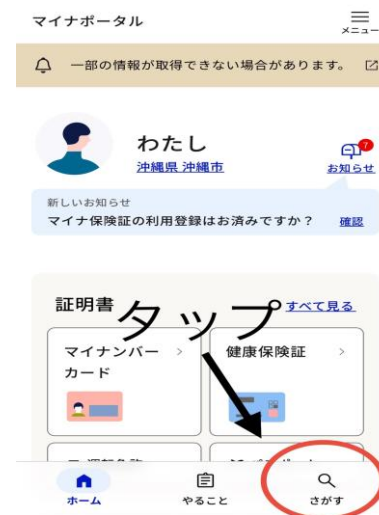 マイナポータル
メニュー
一部の情報が取得できない場合があります。
わたし
沖縄県 沖縄市
7
お知らせ
新しいお知らせ
マイナ保険証の利用登録はお済みですか？ 確認
証明書
すべて見る
タップ
マイナンバーカード
健康保険証
ホーム
やること
さがす